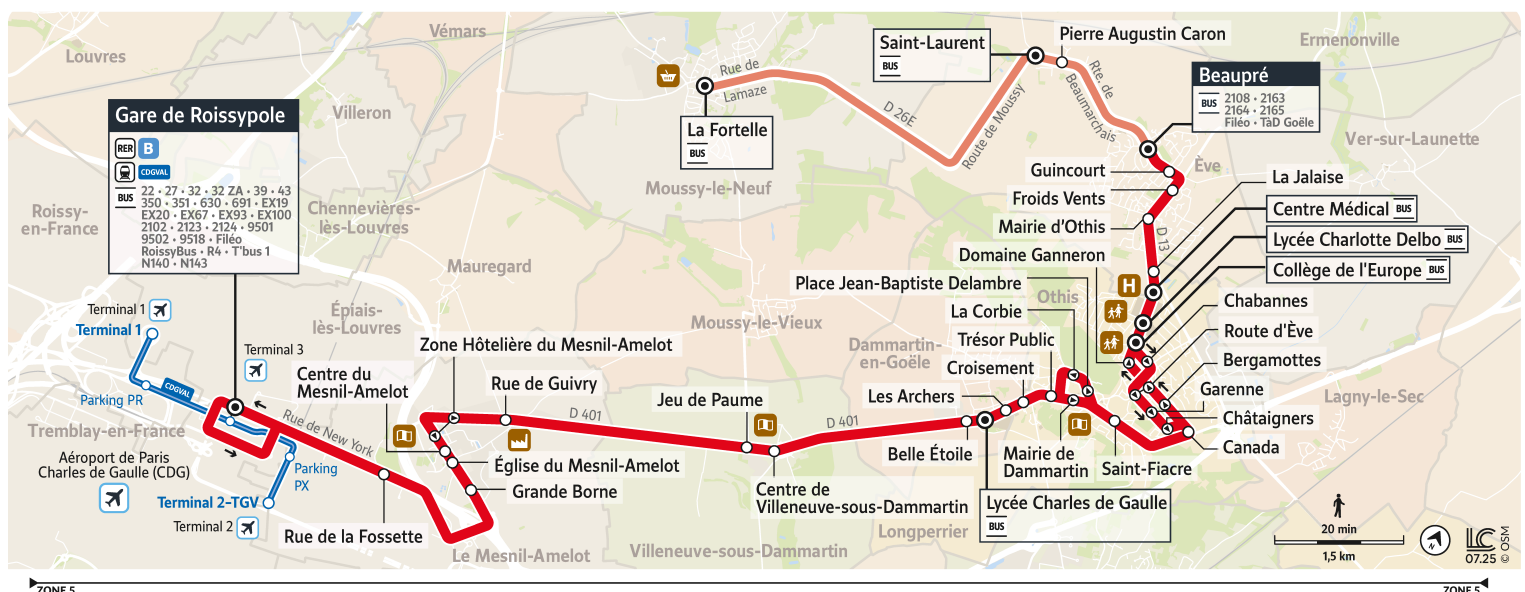 Louvres
Vémars
Villeron
Roissy-
en-France
Chennevières-
lès-Louvres
Mauregard
Épiais-
lès-Louvres
Tremblay-en-France
Le Mesnil-Amelot
Moussy-le-Neuf
Moussy-le-Vieux
Villeneuve-sous-Dammartin
Longperrier
Dammartin-
en-Goële
Othis
Ève
Ermenonville
Ver-sur-Launette
Lagny-le-Sec
Gare de Roissypole
RER B
CDGVAL
BUS
22 • 27 • 32 • 32 ZA • 39 • 43
350 • 351 • 630 • 691 • EX19
EX20 • EX67 • EX93 • EX100
2102 • 2123 • 2124 • 9501
9502 • 9518 • Filéo
RoissyBus • R4 • T'bus 1
N140 • N143
Terminal 1
Terminal 1
Terminal 3
CDGVAL
Parking PR
Aéroport de Paris
Charles de Gaulle (CDG)
Parking
PX
Terminal 2–TGV
Terminal 2
Rue de New York
Rue de la Fossette
Grande Borne
Église du Mesnil-Amelot
Centre du
Mesnil-Amelot
Zone Hôtelière du Mesnil-Amelot
Rue de Guivry
D 401
Jeu de Paume
Centre de
Villeneuve-sous-Dammartin
D 401
Belle Étoile
Lycée Charles de Gaulle
BUS
Les Archers
Croisement
Trésor Public
La Corbie
Place Jean-Baptiste Delambre
Mairie de
Dammartin
Saint-Fiacre
Canada
Châtaigners
Garenne
Bergamottes
Route d'Ève
Chabannes
Domaine Ganneron
Collège de l'Europe BUS
Lycée Charlotte Delbo BUS
Centre Médical BUS
H
La Jalaise
D 13
Mairie d'Othis
Froids Vents
Guincourt
Beaupré
BUS
2108 • 2163
2164 • 2165
Filéo • TàD Goële
Rte. de
Beaumarchais
Pierre Augustin Caron
Saint-Laurent
BUS
Route de Moussy
D 26E
Rue de
Lamaze
La Fortelle
BUS
20 min
1,5 km
N
LC
07.25
© OSM
ZONE 5
ZONE 5